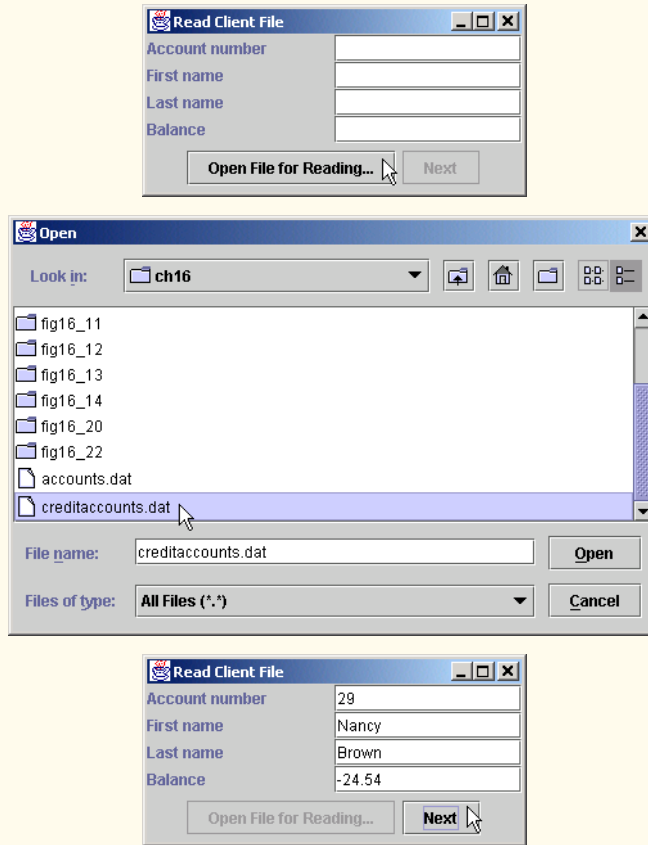 Read Client File
Account number
First name
Last name
Balance
Open File for Reading... Next
Open
Look in: ch16
fig16_11
fig16_12
fig16_13
fig16_14
fig16_20
fig16_22
accounts.dat
creditaccounts.dat
File name: creditaccounts.dat Open
Files of type: All Files (*.*) Cancel
Read Client File
Account number 29
First name Nancy
Last name Brown
Balance -24.54
Open File for Reading... Next